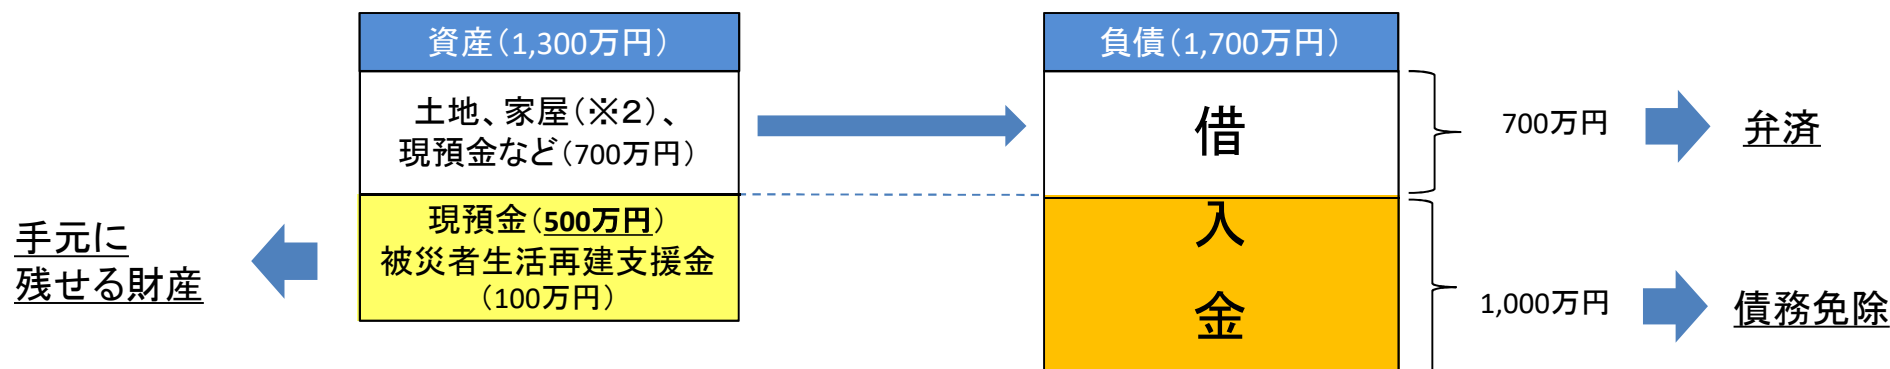 資産（1,300万円）
土地、家屋（※２）、
現預金など（700万円）
現預金（500万円）
被災者生活再建支援金
（100万円）
手元に
残せる財産
負債（1,700万円）
借
入
金
700万円
弁済
1,000万円
債務免除